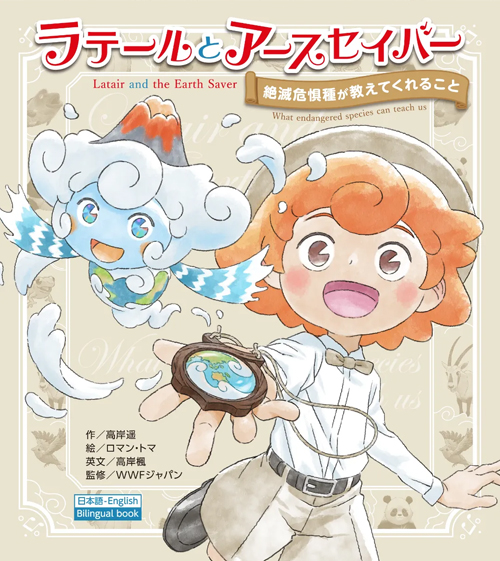 ラテールとアースセイバー
Latair and the Earth Saver
絶滅危惧種が教えてくれること
What endangered species can teach us
作／高岸遥
絵／ロマン・トマ
英文／高岸楓
監修／WWFジャパン
日本語-English
Bilingual book